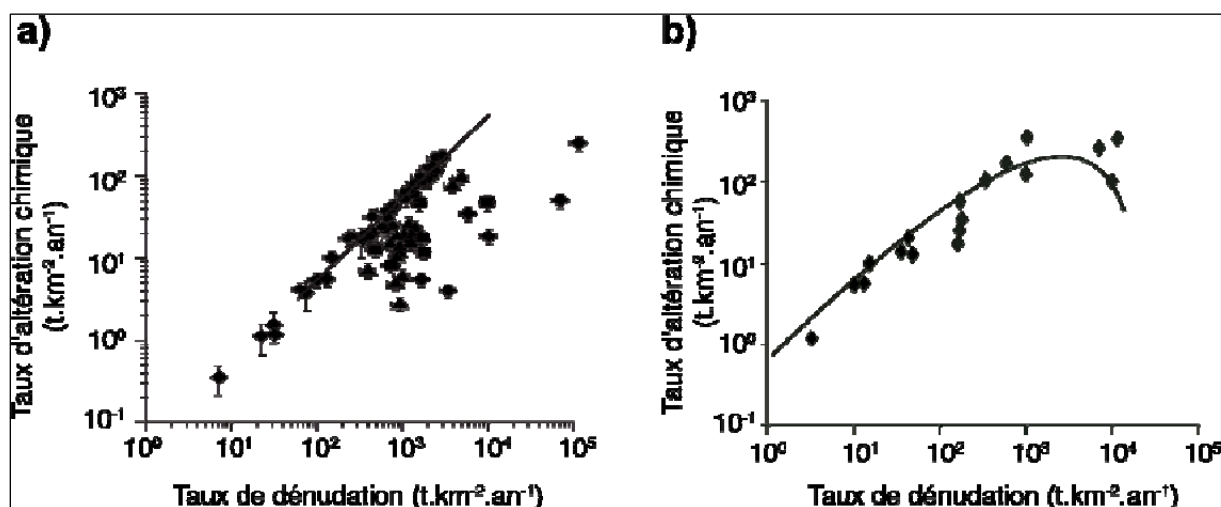 a)
Taux d'altération chimique
(t.km⁻².an⁻¹)
10³
10²
10¹
10⁰
10⁻¹
10⁰ 10¹ 10² 10³ 10⁴ 10⁵
Taux de dénudation (t.km⁻².an⁻¹)
b)
Taux d'altération chimique
(t.km⁻².an⁻¹)
10³
10²
10¹
10⁰
10⁻¹
10⁰ 10¹ 10² 10³ 10⁴ 10⁵
Taux de dénudation (t.km⁻².an⁻¹)